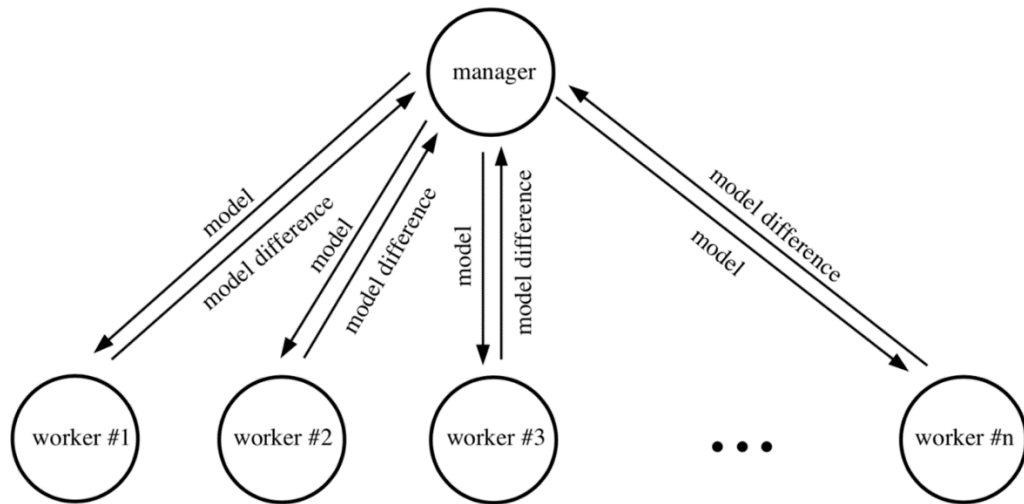 manager
model
model difference
model
model difference
model
model difference
model difference
model
worker #1
worker #2
worker #3
worker #n